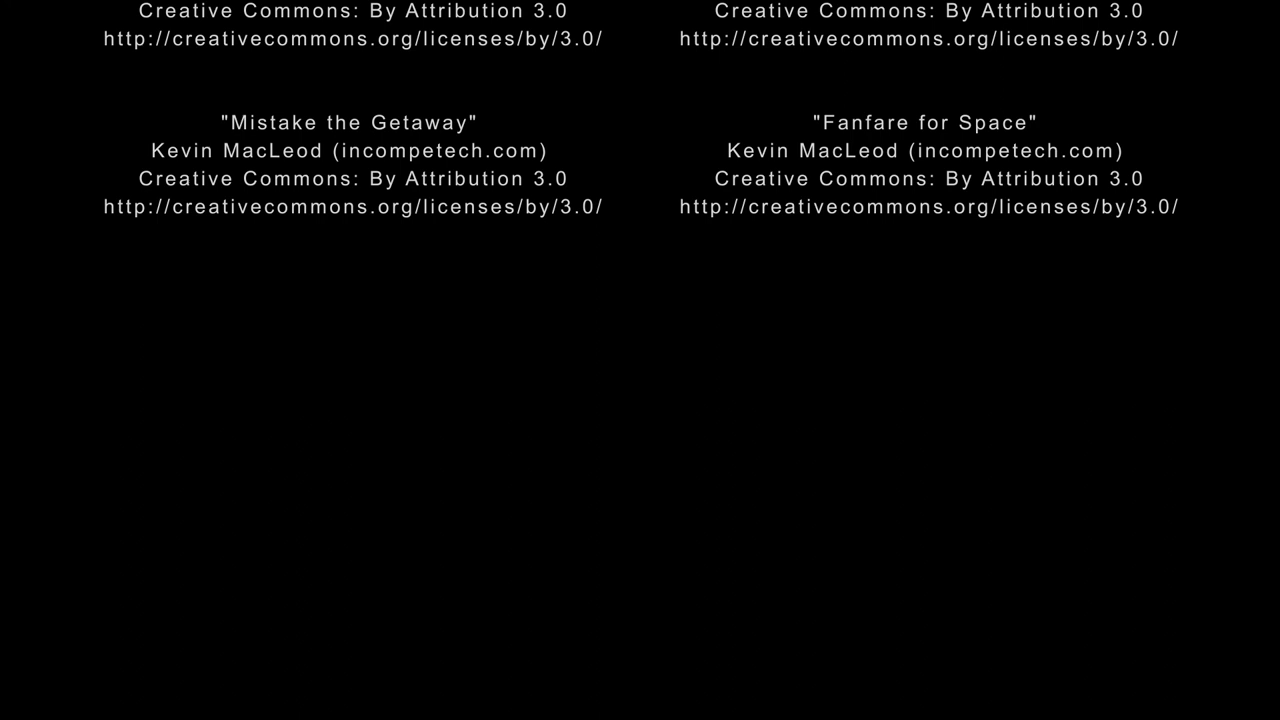 Creative Commons: By Attribution 3.0
http://creativecommons.org/licenses/by/3.0/
"Mistake the Getaway"
Kevin MacLeod (incompetech.com)
Creative Commons: By Attribution 3.0
http://creativecommons.org/licenses/by/3.0/
Creative Commons: By Attribution 3.0
http://creativecommons.org/licenses/by/3.0/
"Fanfare for Space"
Kevin MacLeod (incompetech.com)
Creative Commons: By Attribution 3.0
http://creativecommons.org/licenses/by/3.0/